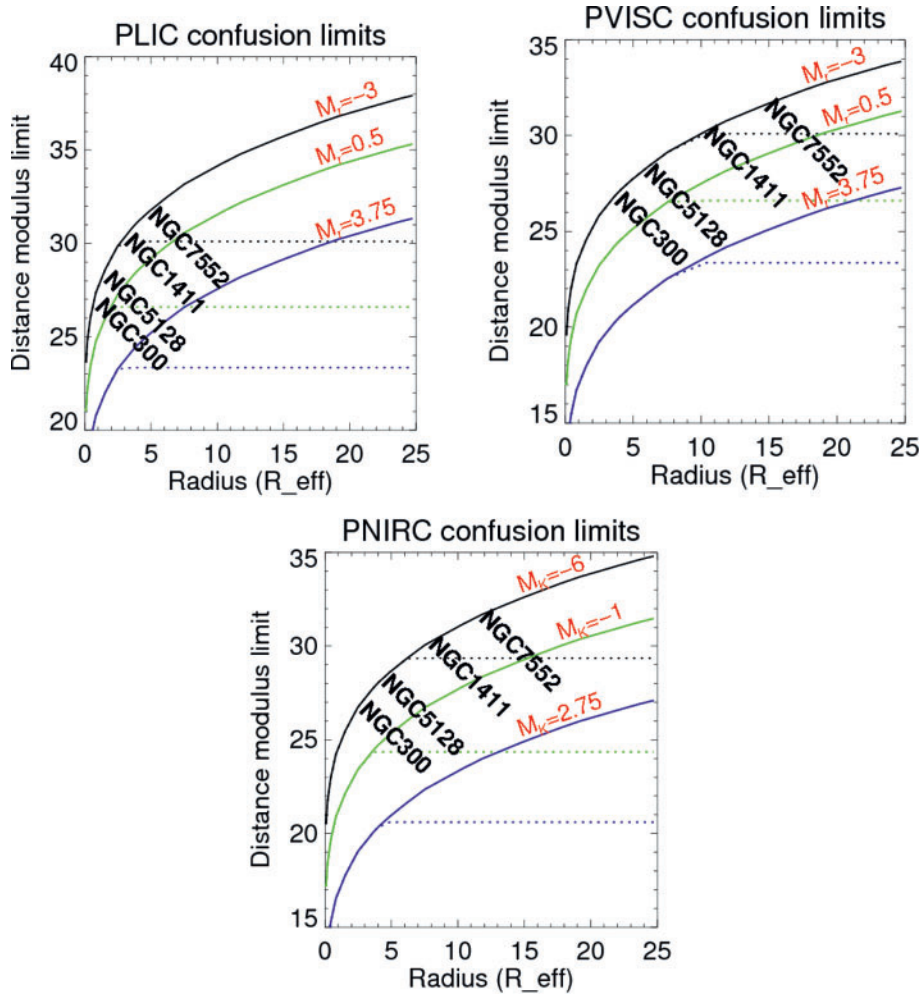 PLIC confusion limits
Distance modulus limit
40
35
30
25
20
M_r=−3
M_r=0.5
M_r=3.75
NGC7552
NGC1411
NGC5128
NGC300
0 5 10 15 20 25
Radius (R_eff)
PVISC confusion limits
Distance modulus limit
35
30
25
20
15
M_r=−3
M_r=0.5
M_r=3.75
NGC7552
NGC1411
NGC5128
NGC300
0 5 10 15 20 25
Radius (R_eff)
PNIRC confusion limits
Distance modulus limit
35
30
25
20
15
M_K=−6
M_K=−1
M_K=2.75
NGC7552
NGC1411
NGC5128
NGC300
0 5 10 15 20 25
Radius (R_eff)